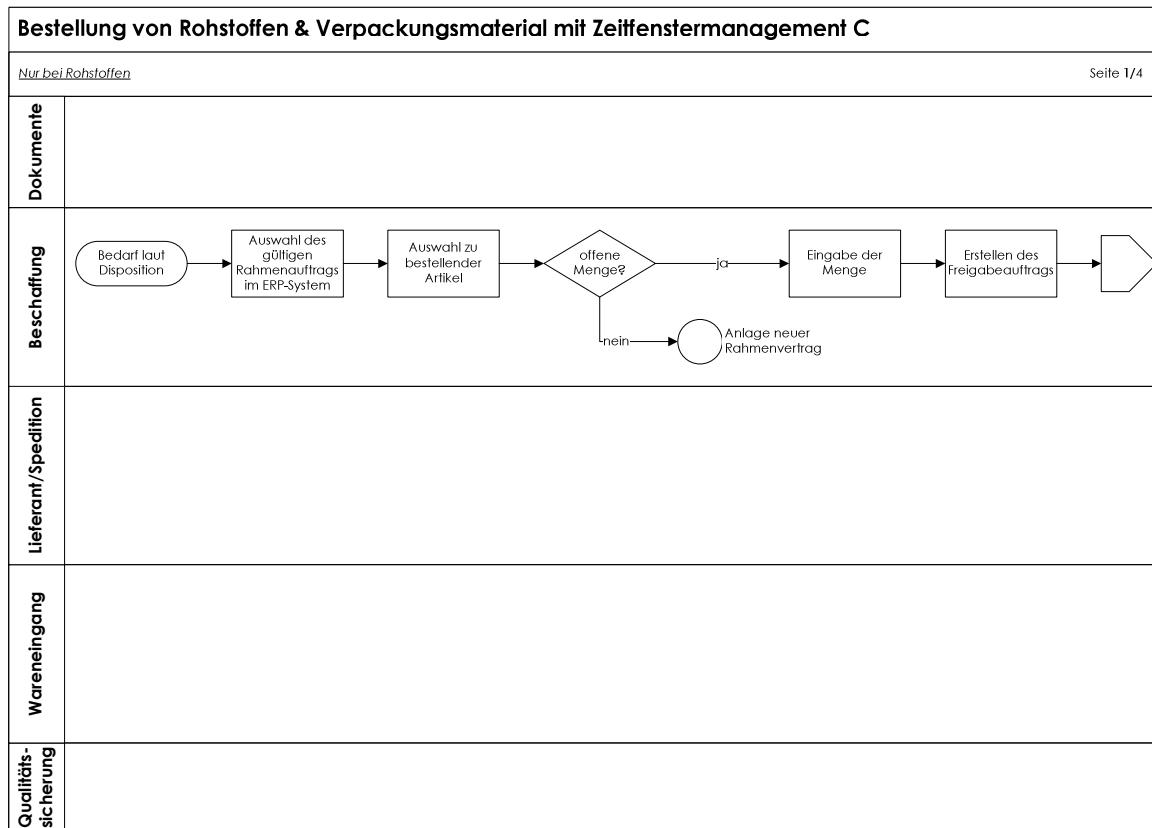 Bestellung von Rohstoffen & Verpackungsmaterial mit Zeitfenstermanagement C
Nur bei Rohstoffen
Seite 1/4
Dokumente
Beschaffung
Bedarf laut
Disposition
Auswahl des
gültigen
Rahmenauftrags
im ERP-System
Auswahl zu
bestellender
Artikel
offene
Menge?
ja
Eingabe der
Menge
Erstellen des
Freigabeauftrags
nein
Anlage neuer
Rahmenvertrag
Lieferant/Spedition
Wareneingang
Qualitäts-
sicherung